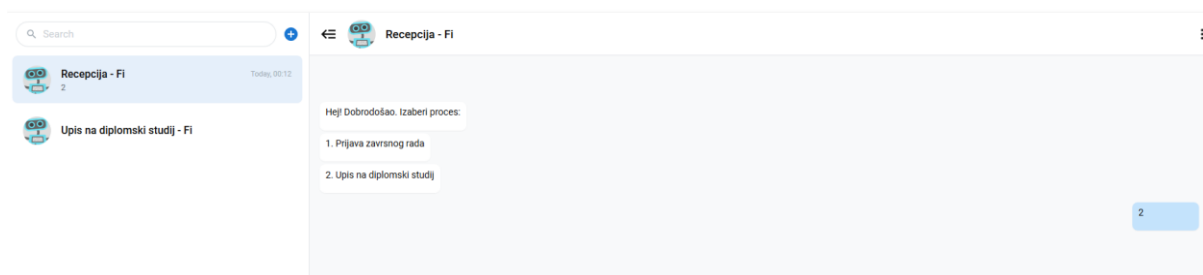 Search
Recepcija - Fi
Today, 00:12
2
Upis na diplomski studij - Fi
Recepcija - Fi
Hej! Dobrodošao. Izaberi proces:
1. Prijava zavrsnog rada
2. Upis na diplomski studij
2